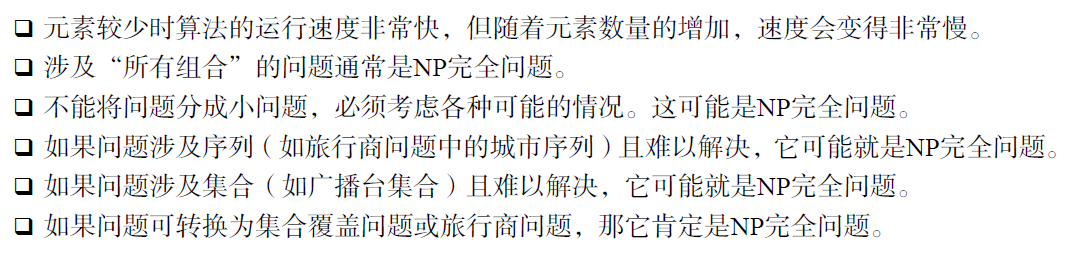 ❑ 元素较少时算法的运行速度非常快，但随着元素数量的增加，速度会变得非常慢。
❑ 涉及“所有组合”的问题通常是NP完全问题。
❑ 不能将问题分成小问题，必须考虑各种可能的情况。这可能是NP完全问题。
❑ 如果问题涉及序列（如旅行商问题中的城市序列）且难以解决，它可能就是NP完全问题。
❑ 如果问题涉及集合（如广播台集合）且难以解决，它可能就是NP完全问题。
❑ 如果问题可转换为集合覆盖问题或旅行商问题，那它肯定是NP完全问题。